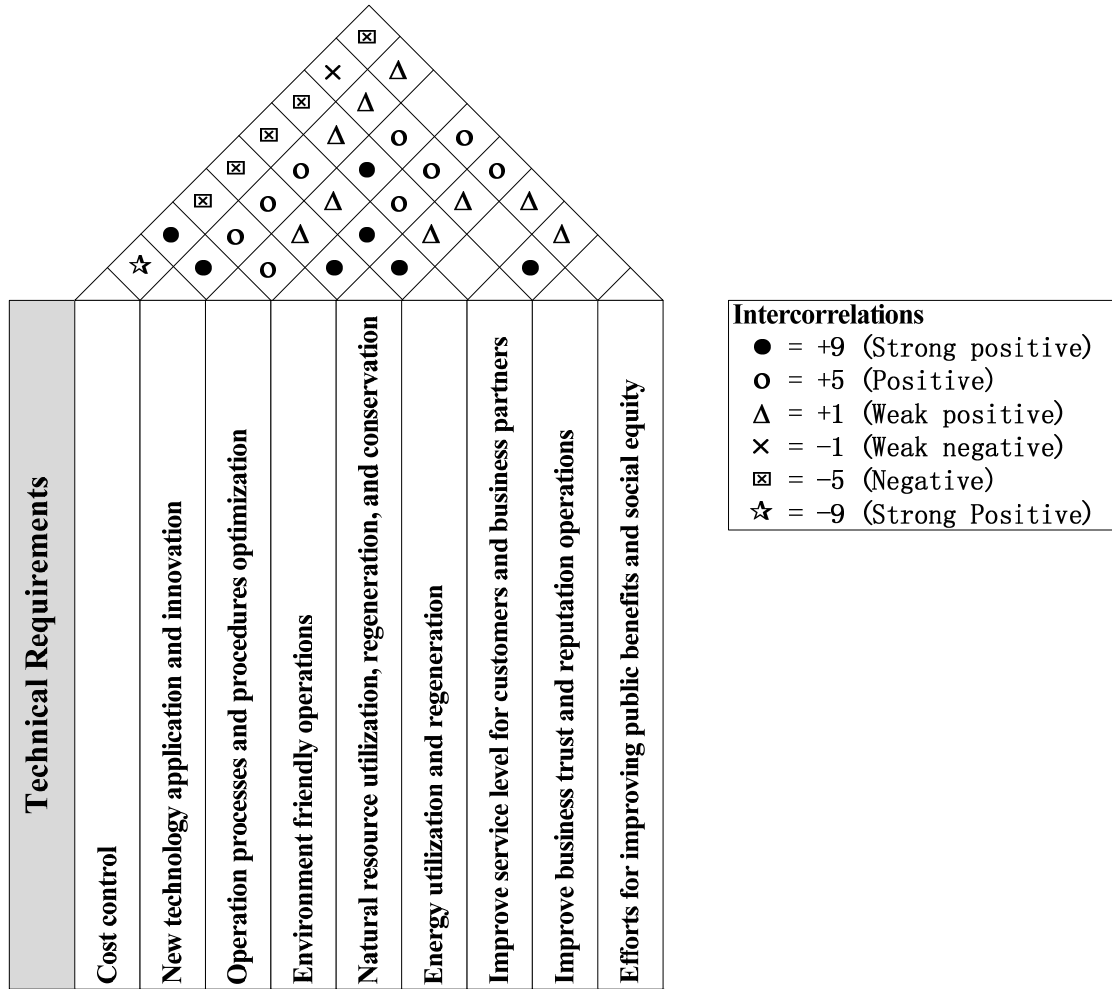 Technical Requirements
Cost control
New technology application and innovation
Operation processes and procedures optimization
Environment friendly operations
Natural resource utilization, regeneration, and conservation
Energy utilization and regeneration
Improve service level for customers and business partners
Improve business trust and reputation operations
Efforts for improving public benefits and social equity
Intercorrelations
● = +9 (Strong positive)
○ = +5 (Positive)
Δ = +1 (Weak positive)
× = −1 (Weak negative)
⊠ = −5 (Negative)
☆ = −9 (Strong Positive)